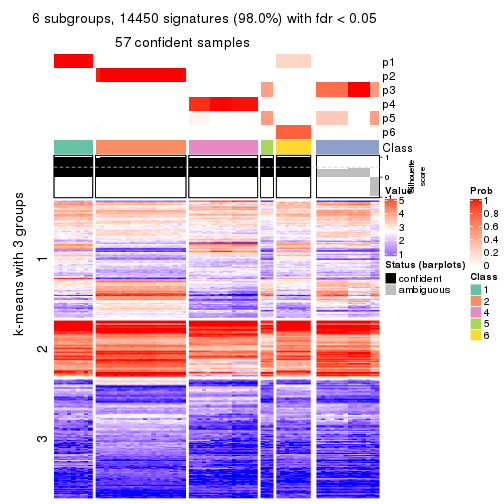 6 subgroups, 14450 signatures (98.0%) with fdr < 0.05
57 confident samples
p1
p2
p3
p4
p5
p6
Class
1
0
Silhouette
score
k-means with 3 groups
1
2
3
Value
5
4
3
2
1
Status (barplots)
confident
ambiguous
Prob
1
0.8
0.6
0.4
0.2
0
Class
1
2
4
5
6